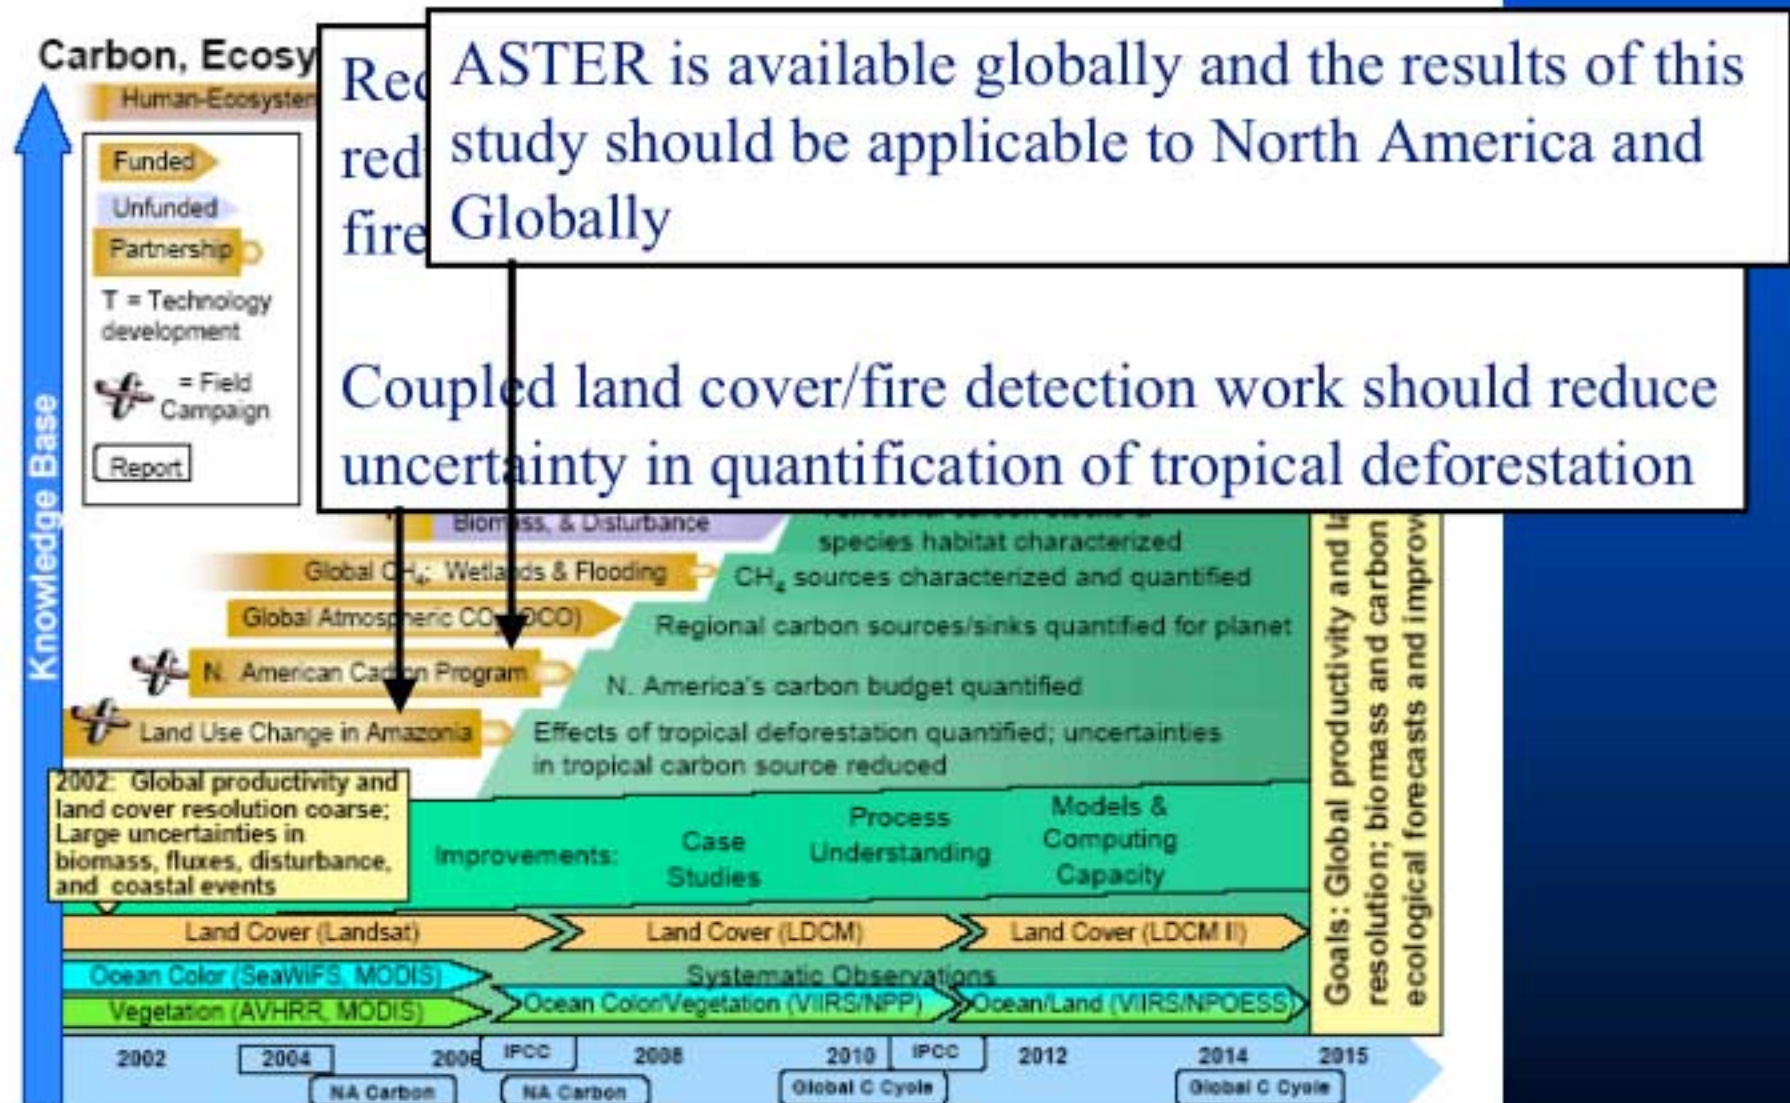 Carbon, Ecosy
Human-Ecosystem
ASTER is available globally and the results of this
study should be applicable to North America and
Globally
Red
red
fire
Coupled land cover/fire detection work should reduce
uncertainty in quantification of tropical deforestation
Funded
Unfunded
Partnership
T = Technology
development
= Field
Campaign
Report
Knowledge Base
Biomass, & Disturbance
species habitat characterized
Global CH₄: Wetlands & Flooding
CH₄ sources characterized and quantified
Global Atmospheric CO₂ (OCO)
Regional carbon sources/sinks quantified for planet
N. American Carbon Program
N. America's carbon budget quantified
Land Use Change in Amazonia
Effects of tropical deforestation quantified; uncertainties
in tropical carbon source reduced
2002: Global productivity and
land cover resolution coarse;
Large uncertainties in
biomass, fluxes, disturbance,
and coastal events
Improvements:
Case
Studies
Process
Understanding
Models &
Computing
Capacity
Goals: Global productivity and la
resolution; biomass and carbon
ecological forecasts and improv
Land Cover (Landsat)
Land Cover (LDCM)
Land Cover (LDCM II)
Ocean Color (SeaWiFS, MODIS)
Systematic Observations
Vegetation (AVHRR, MODIS)
Ocean Color/Vegetation (VIIRS/NPP)
Ocean/Land (VIIRS/NPOESS)
2002
2004
2006
IPCC
2008
2010
IPCC
2012
2014
2015
NA Carbon
NA Carbon
Global C Cycle
Global C Cycle